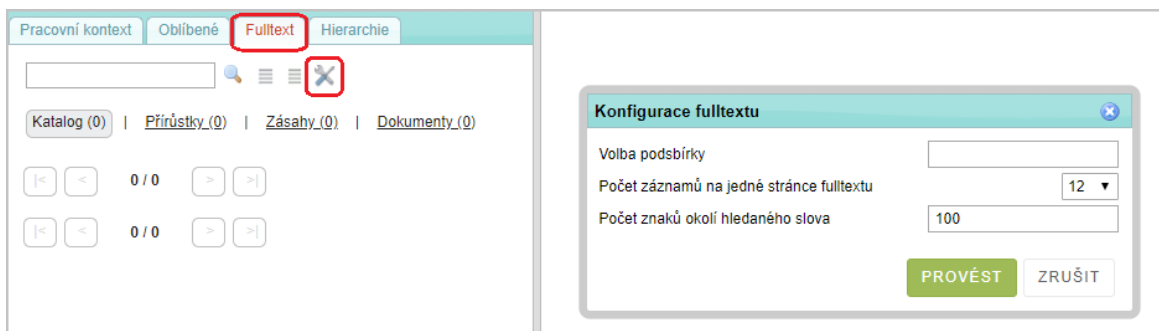 Pracovní kontext Oblíbené Fulltext Hierarchie
Katalog (0) | Přírůstky (0) | Zásahy (0) | Dokumenty (0)
|< < 0 / 0 > >|
|< < 0 / 0 > >|
Konfigurace fulltextu
Volba podsbírky
Počet záznamů na jedné stránce fulltextu 12
Počet znaků okolí hledaného slova 100
PROVÉST ZRUŠIT